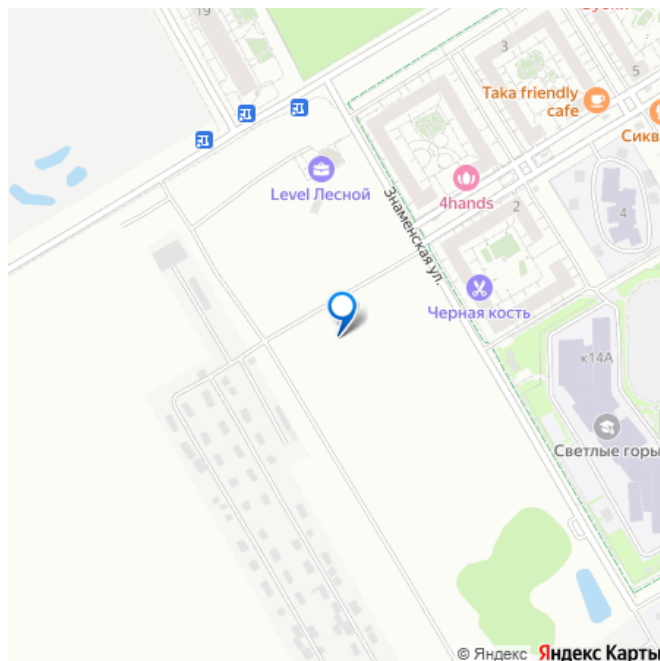 19
3
5
Taka friendly
cafe
Сикв
Level Лесной
4hands
2
4
Знаменская ул.
Черная кость
к14А
Светлые горы
© Яндекс Яндекс Карты